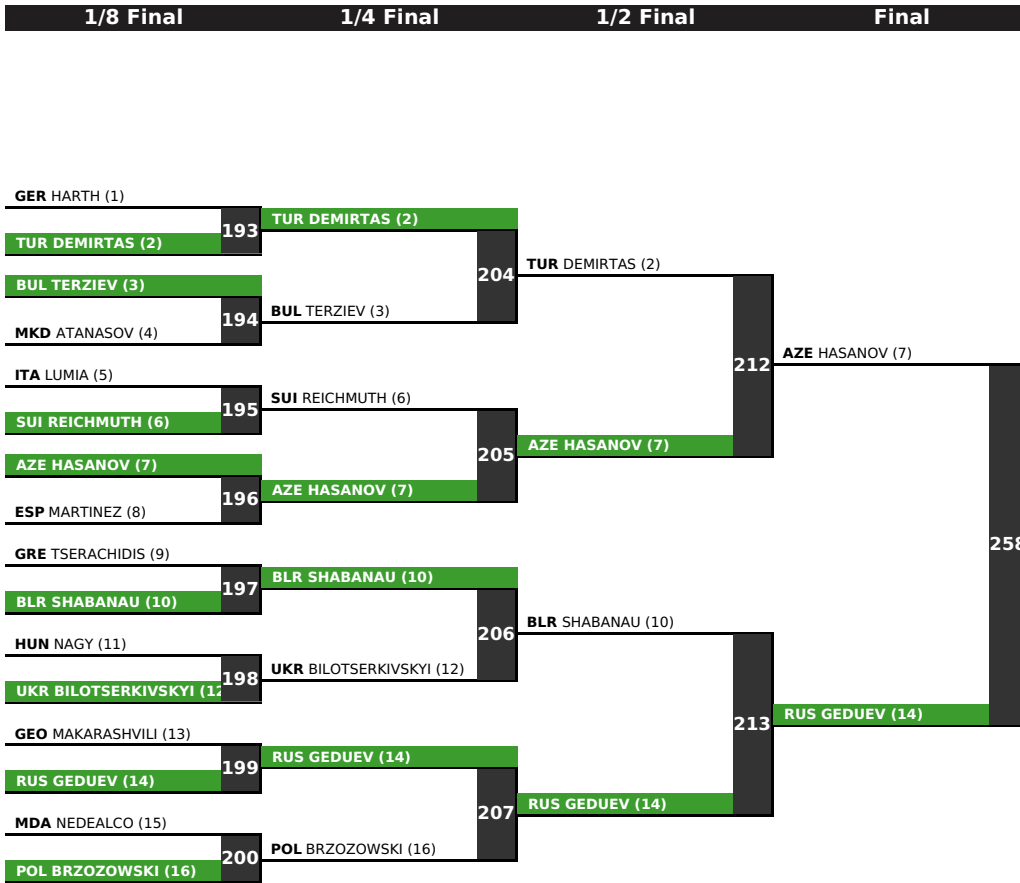 1/8 Final
1/4 Final
1/2 Final
Final
GER HARTH (1)
193
TUR DEMIRTAS (2)
BUL TERZIEV (3)
194
MKD ATANASOV (4)
ITA LUMIA (5)
195
SUI REICHMUTH (6)
AZE HASANOV (7)
196
ESP MARTINEZ (8)
GRE TSERACHIDIS (9)
197
BLR SHABANAU (10)
HUN NAGY (11)
198
UKR BILOTSERKIVSKYI (12
GEO MAKARASHVILI (13)
199
RUS GEDUEV (14)
MDA NEDEALCO (15)
200
POL BRZOZOWSKI (16)
TUR DEMIRTAS (2)
204
BUL TERZIEV (3)
SUI REICHMUTH (6)
205
AZE HASANOV (7)
BLR SHABANAU (10)
206
UKR BILOTSERKIVSKYI (12)
RUS GEDUEV (14)
207
POL BRZOZOWSKI (16)
TUR DEMIRTAS (2)
212
AZE HASANOV (7)
BLR SHABANAU (10)
213
RUS GEDUEV (14)
AZE HASANOV (7)
258
RUS GEDUEV (14)